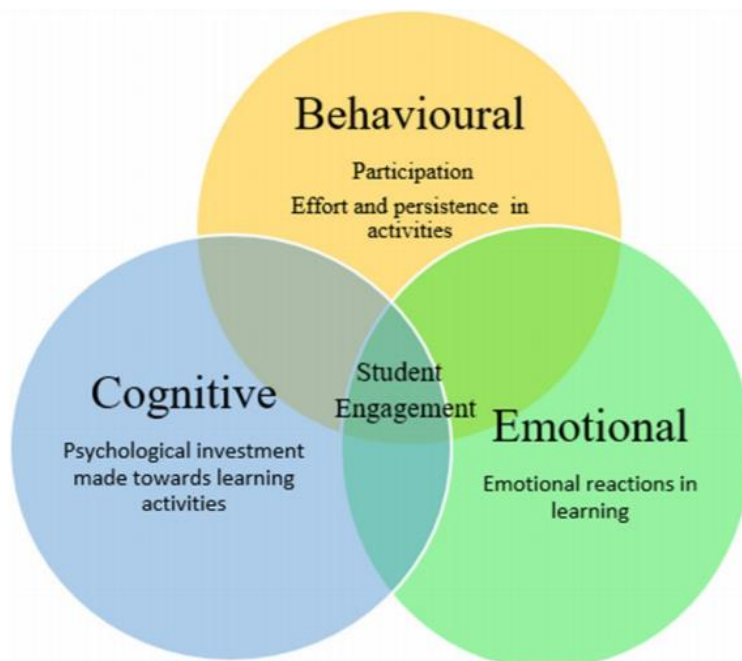 Behavioural
Participation
Effort and persistence in
activities
Student
Engagement
Cognitive
Psychological investment
made towards learning
activities
Emotional
Emotional reactions in
learning